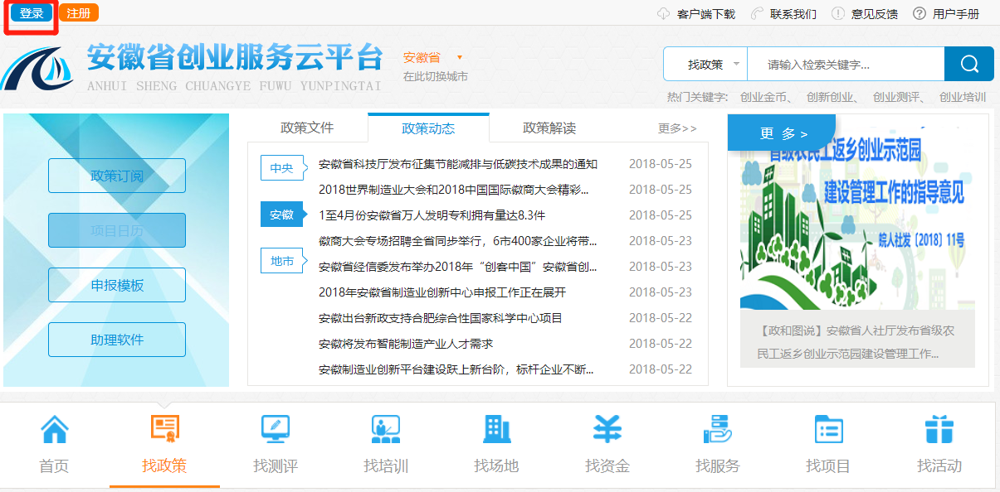 登录 注册 客户端下载 联系我们 意见反馈 用户手册
安徽省创业服务云平台
ANHUI SHENG CHUANGYE FUWU YUNPINGTAI
安徽省
在此切换城市
找政策 请输入检索关键字...
热门关键字: 创业金币、 创新创业、 创业测评、 创业培训
政策订阅
项目日历
申报模板
助理软件
政策文件 政策动态 政策解读 更多>>
中央
安徽
地市
安徽省科技厅发布征集节能减排与低碳技术成果的通知 2018-05-25
2018世界制造业大会和2018中国国际徽商大会精彩... 2018-05-25
1至4月份安徽省万人发明专利拥有量达8.3件 2018-05-25
徽商大会专场招聘全省同步举行，6市400家企业将带... 2018-05-23
安徽省经信委发布举办2018年“创客中国”安徽省创... 2018-05-23
2018年安徽省制造业创新中心申报工作正在展开 2018-05-23
安徽出台新政支持合肥综合性国家科学中心项目 2018-05-22
安徽将发布智能制造产业人才需求 2018-05-22
安徽制造业创新平台建设跃上新台阶，标杆企业不断... 2018-05-22
更 多 >
省级农民工返乡创业示范园
建设管理工作的指导意见
皖人社发〔2018〕11号
【政和图说】安徽省人社厅发布省级农
民工返乡创业示范园建设管理工作...
首页 找政策 找测评 找培训 找场地 找资金 找服务 找项目 找活动